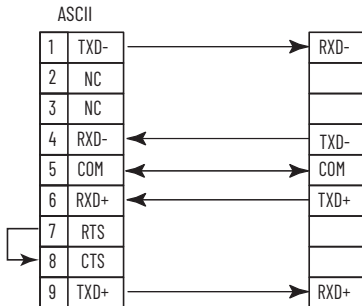 ASCII
1 TXD- RXD-
2 NC
3 NC
4 RXD- TXD-
5 COM COM
6 RXD+ TXD+
7 RTS
8 CTS
9 TXD+ RXD+